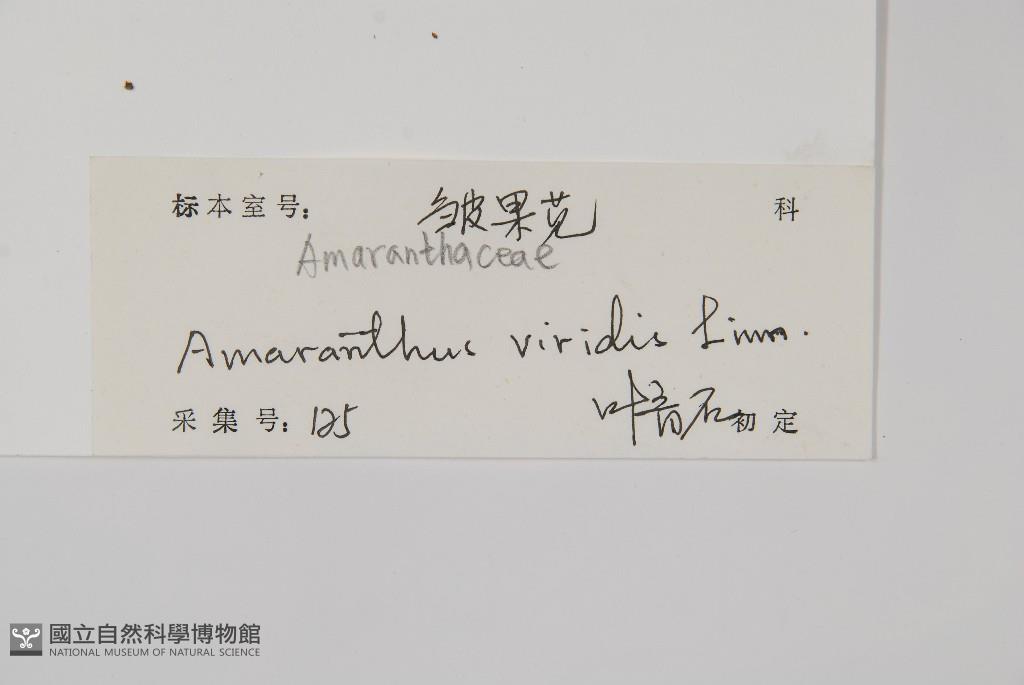 标本室号: 皱果苋 科
Amaranthaceae
Amaranthus viridis Linn.
采集号: 125 叶育石 初定
國立自然科學博物館
NATIONAL MUSEUM OF NATURAL SCIENCE